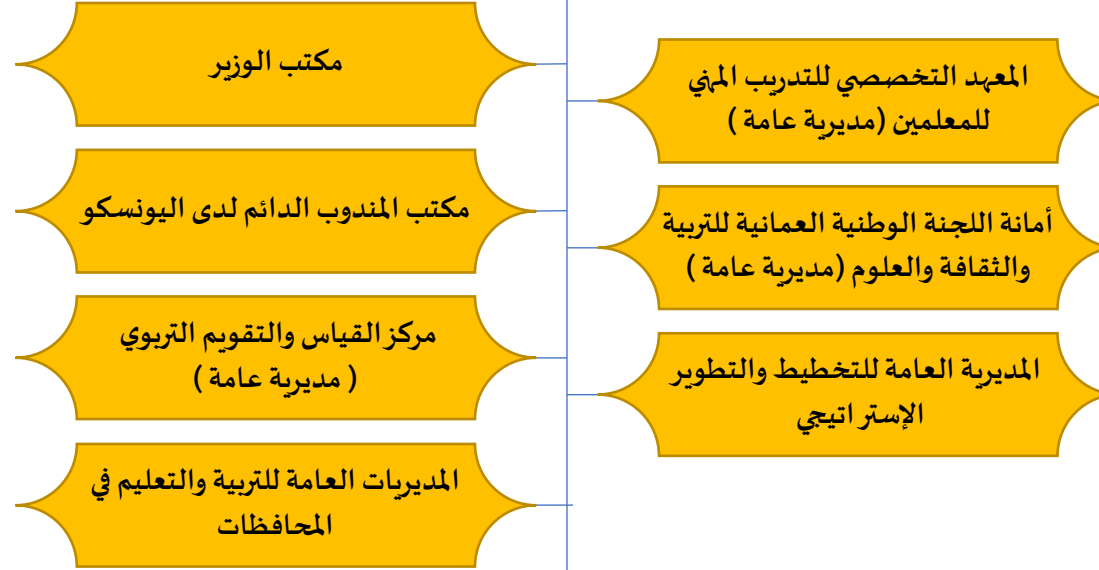 مكتب الوزير
المعهد التخصصي للتدريب المهني
للمعلمين (مديرية عامة )
مكتب المندوب الدائم لدى اليونسكو
أمانة اللجنة الوطنية العمانية للتربية
والثقافة والعلوم (مديرية عامة )
مركز القياس والتقويم التربوي
( مديرية عامة )
المديرية العامة للتخطيط والتطوير
الإستراتيجي
المديريات العامة للتربية والتعليم في
المحافظات